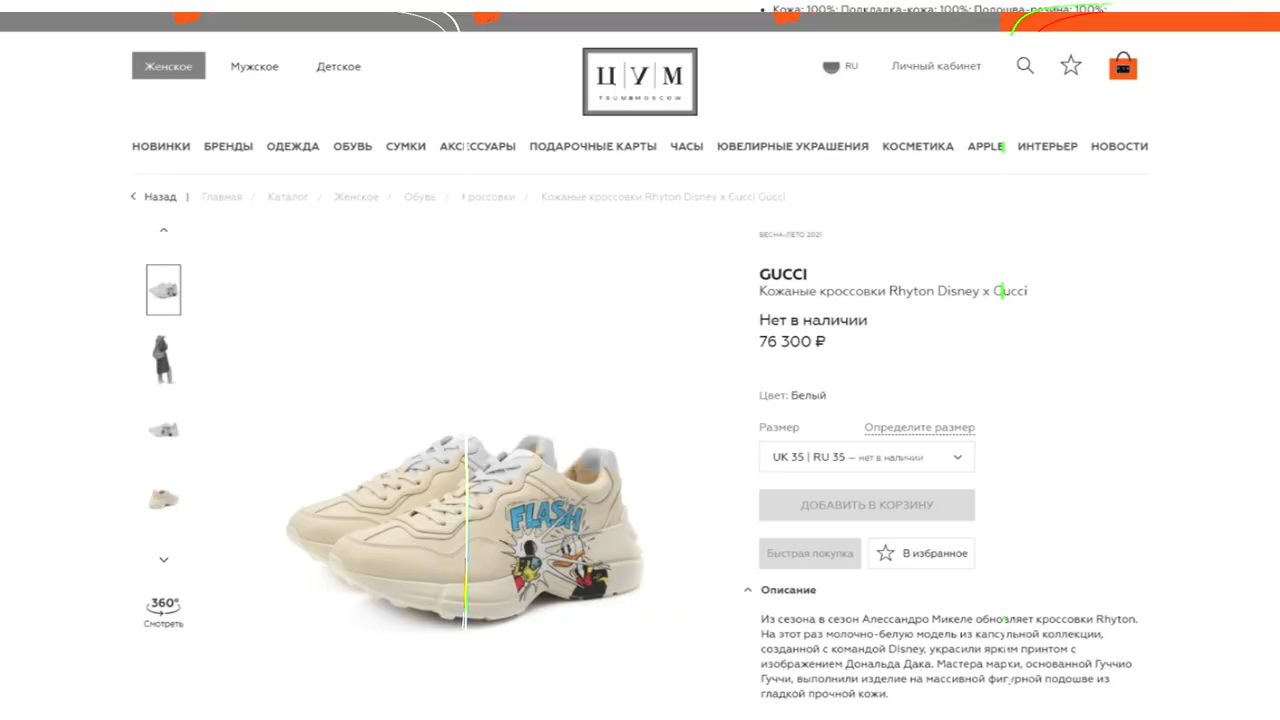 Кожа: 100%; Подкладка-кожа: 100%; Подошва-резина: 100%;
Женское Мужское Детское
ЦУМ
TSUM MOSCOW
RU Личный кабинет
НОВИНКИ БРЕНДЫ ОДЕЖДА ОБУВЬ СУМКИ АКСЕССУАРЫ ПОДАРОЧНЫЕ КАРТЫ ЧАСЫ ЮВЕЛИРНЫЕ УКРАШЕНИЯ КОСМЕТИКА APPLE ИНТЕРЬЕР НОВОСТИ
Назад | Главная / Каталог / Женское / Обувь / Кроссовки / Кожаные кроссовки Rhyton Disney x Gucci Gucci
ВЕСНА-ЛЕТО 2021
GUCCI
Кожаные кроссовки Rhyton Disney x Gucci
Нет в наличии
76 300 ₽
Цвет: Белый
Размер Определите размер
UK 35 | RU 35 — нет в наличии
ДОБАВИТЬ В КОРЗИНУ
Быстрая покупка В избранное
Описание
Из сезона в сезон Алессандро Микеле обновляет кроссовки Rhyton.
На этот раз молочно-белую модель из капсульной коллекции,
созданной с командой Disney, украсили ярким принтом с
изображением Дональда Дака. Мастера марки, основанной Гуччио
Гуччи, выполнили изделие на массивной фигурной подошве из
гладкой прочной кожи.
FLASH
360°
Смотреть